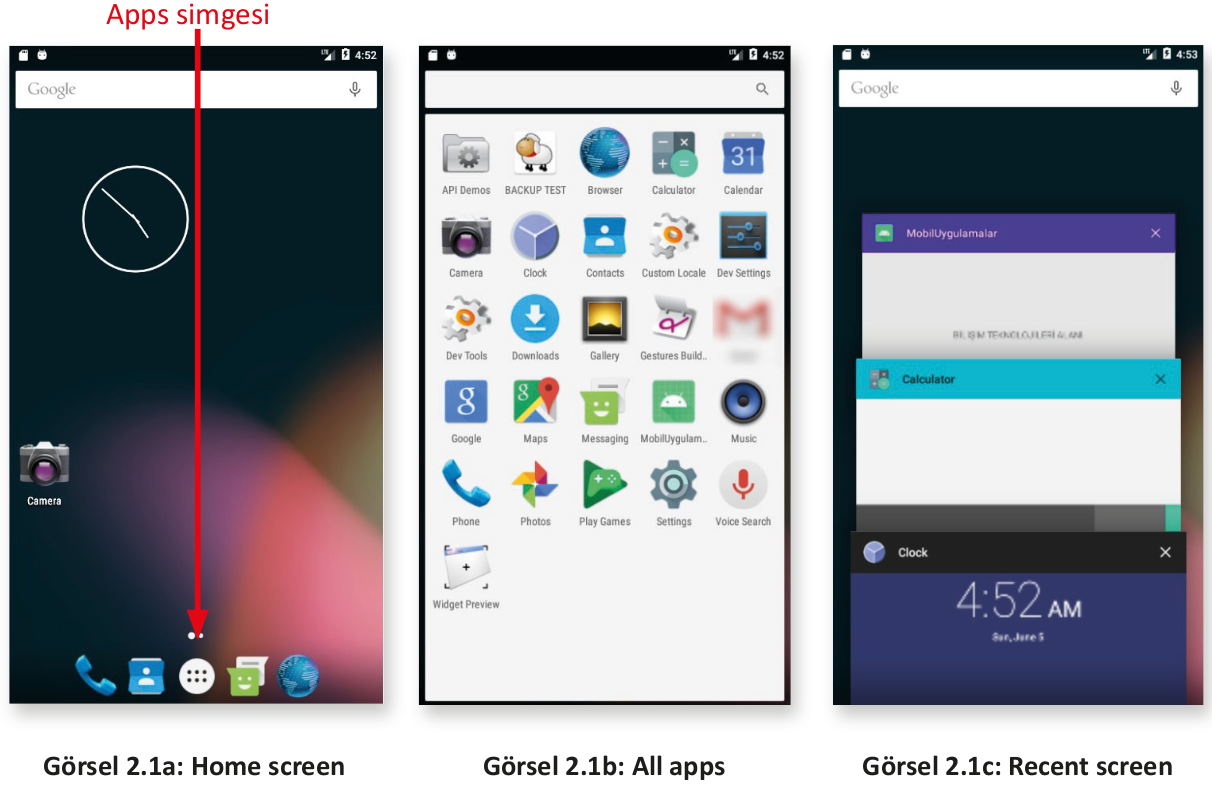 Apps simgesi
4:52
Google
Camera
Görsel 2.1a: Home screen
4:52
API Demos BACKUP TEST Browser Calculator Calendar
31
Camera Clock Contacts Custom Locale Dev Settings
Dev Tools Downloads Gallery Gestures Build..
Google Maps Messaging MobilUygulam.. Music
Phone Photos Play Games Settings Voice Search
Widget Preview
Görsel 2.1b: All apps
4:53
Google
MobilUygulamalar
BİLİŞİM TEKNOLOJİLERİ ALANI
Calculator
Clock
4:52 AM
Sun, June 5
Görsel 2.1c: Recent screen